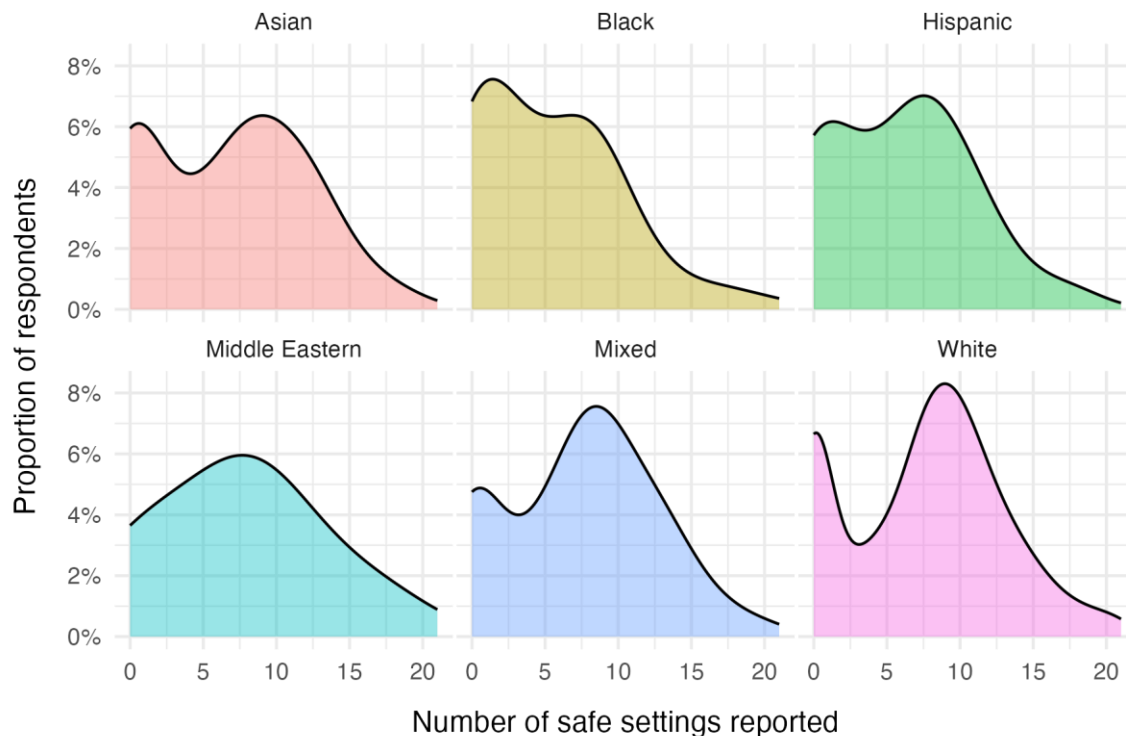 Asian Black Hispanic
8%
6%
4%
2%
0%
Middle Eastern Mixed White
8%
6%
4%
2%
0%
0 5 10 15 20 0 5 10 15 20 0 5 10 15 20
Proportion of respondents
Number of safe settings reported